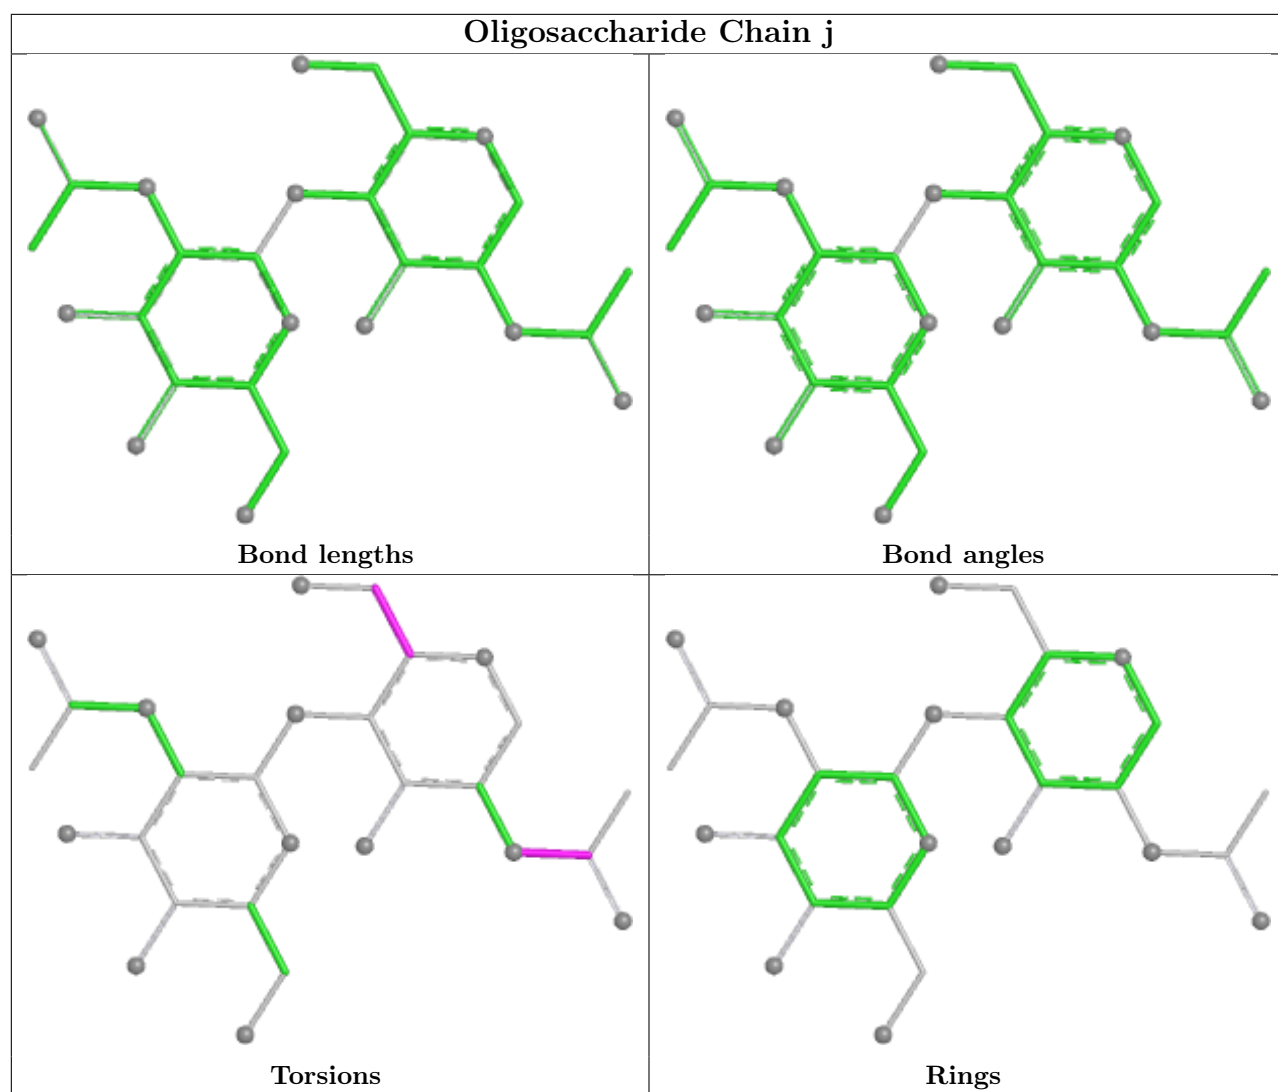 Oligosaccharide Chain j
Bond lengths
Bond angles
Torsions
Rings